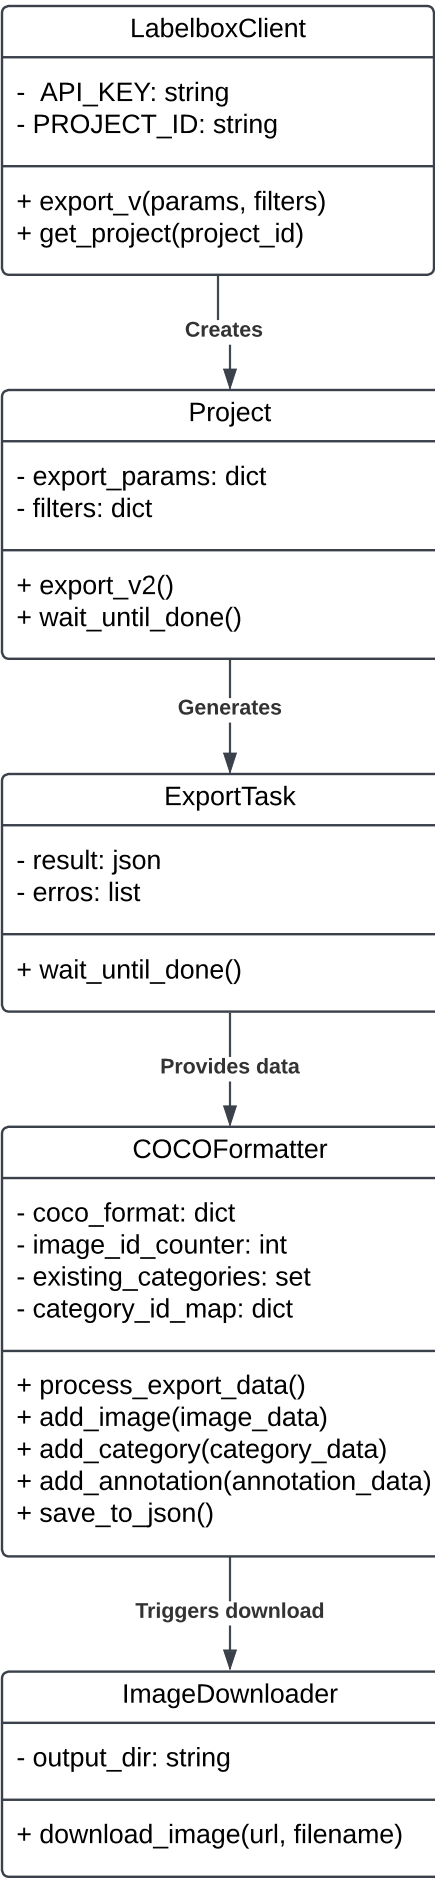 LabelboxClient
- API_KEY: string
- PROJECT_ID: string
+ export_v(params, filters)
+ get_project(project_id)
Creates
Project
- export_params: dict
- filters: dict
+ export_v2()
+ wait_until_done()
Generates
ExportTask
- result: json
- erros: list
+ wait_until_done()
Provides data
COCOFormatter
- coco_format: dict
- image_id_counter: int
- existing_categories: set
- category_id_map: dict
+ process_export_data()
+ add_image(image_data)
+ add_category(category_data)
+ add_annotation(annotation_data)
+ save_to_json()
Triggers download
ImageDownloader
- output_dir: string
+ download_image(url, filename)